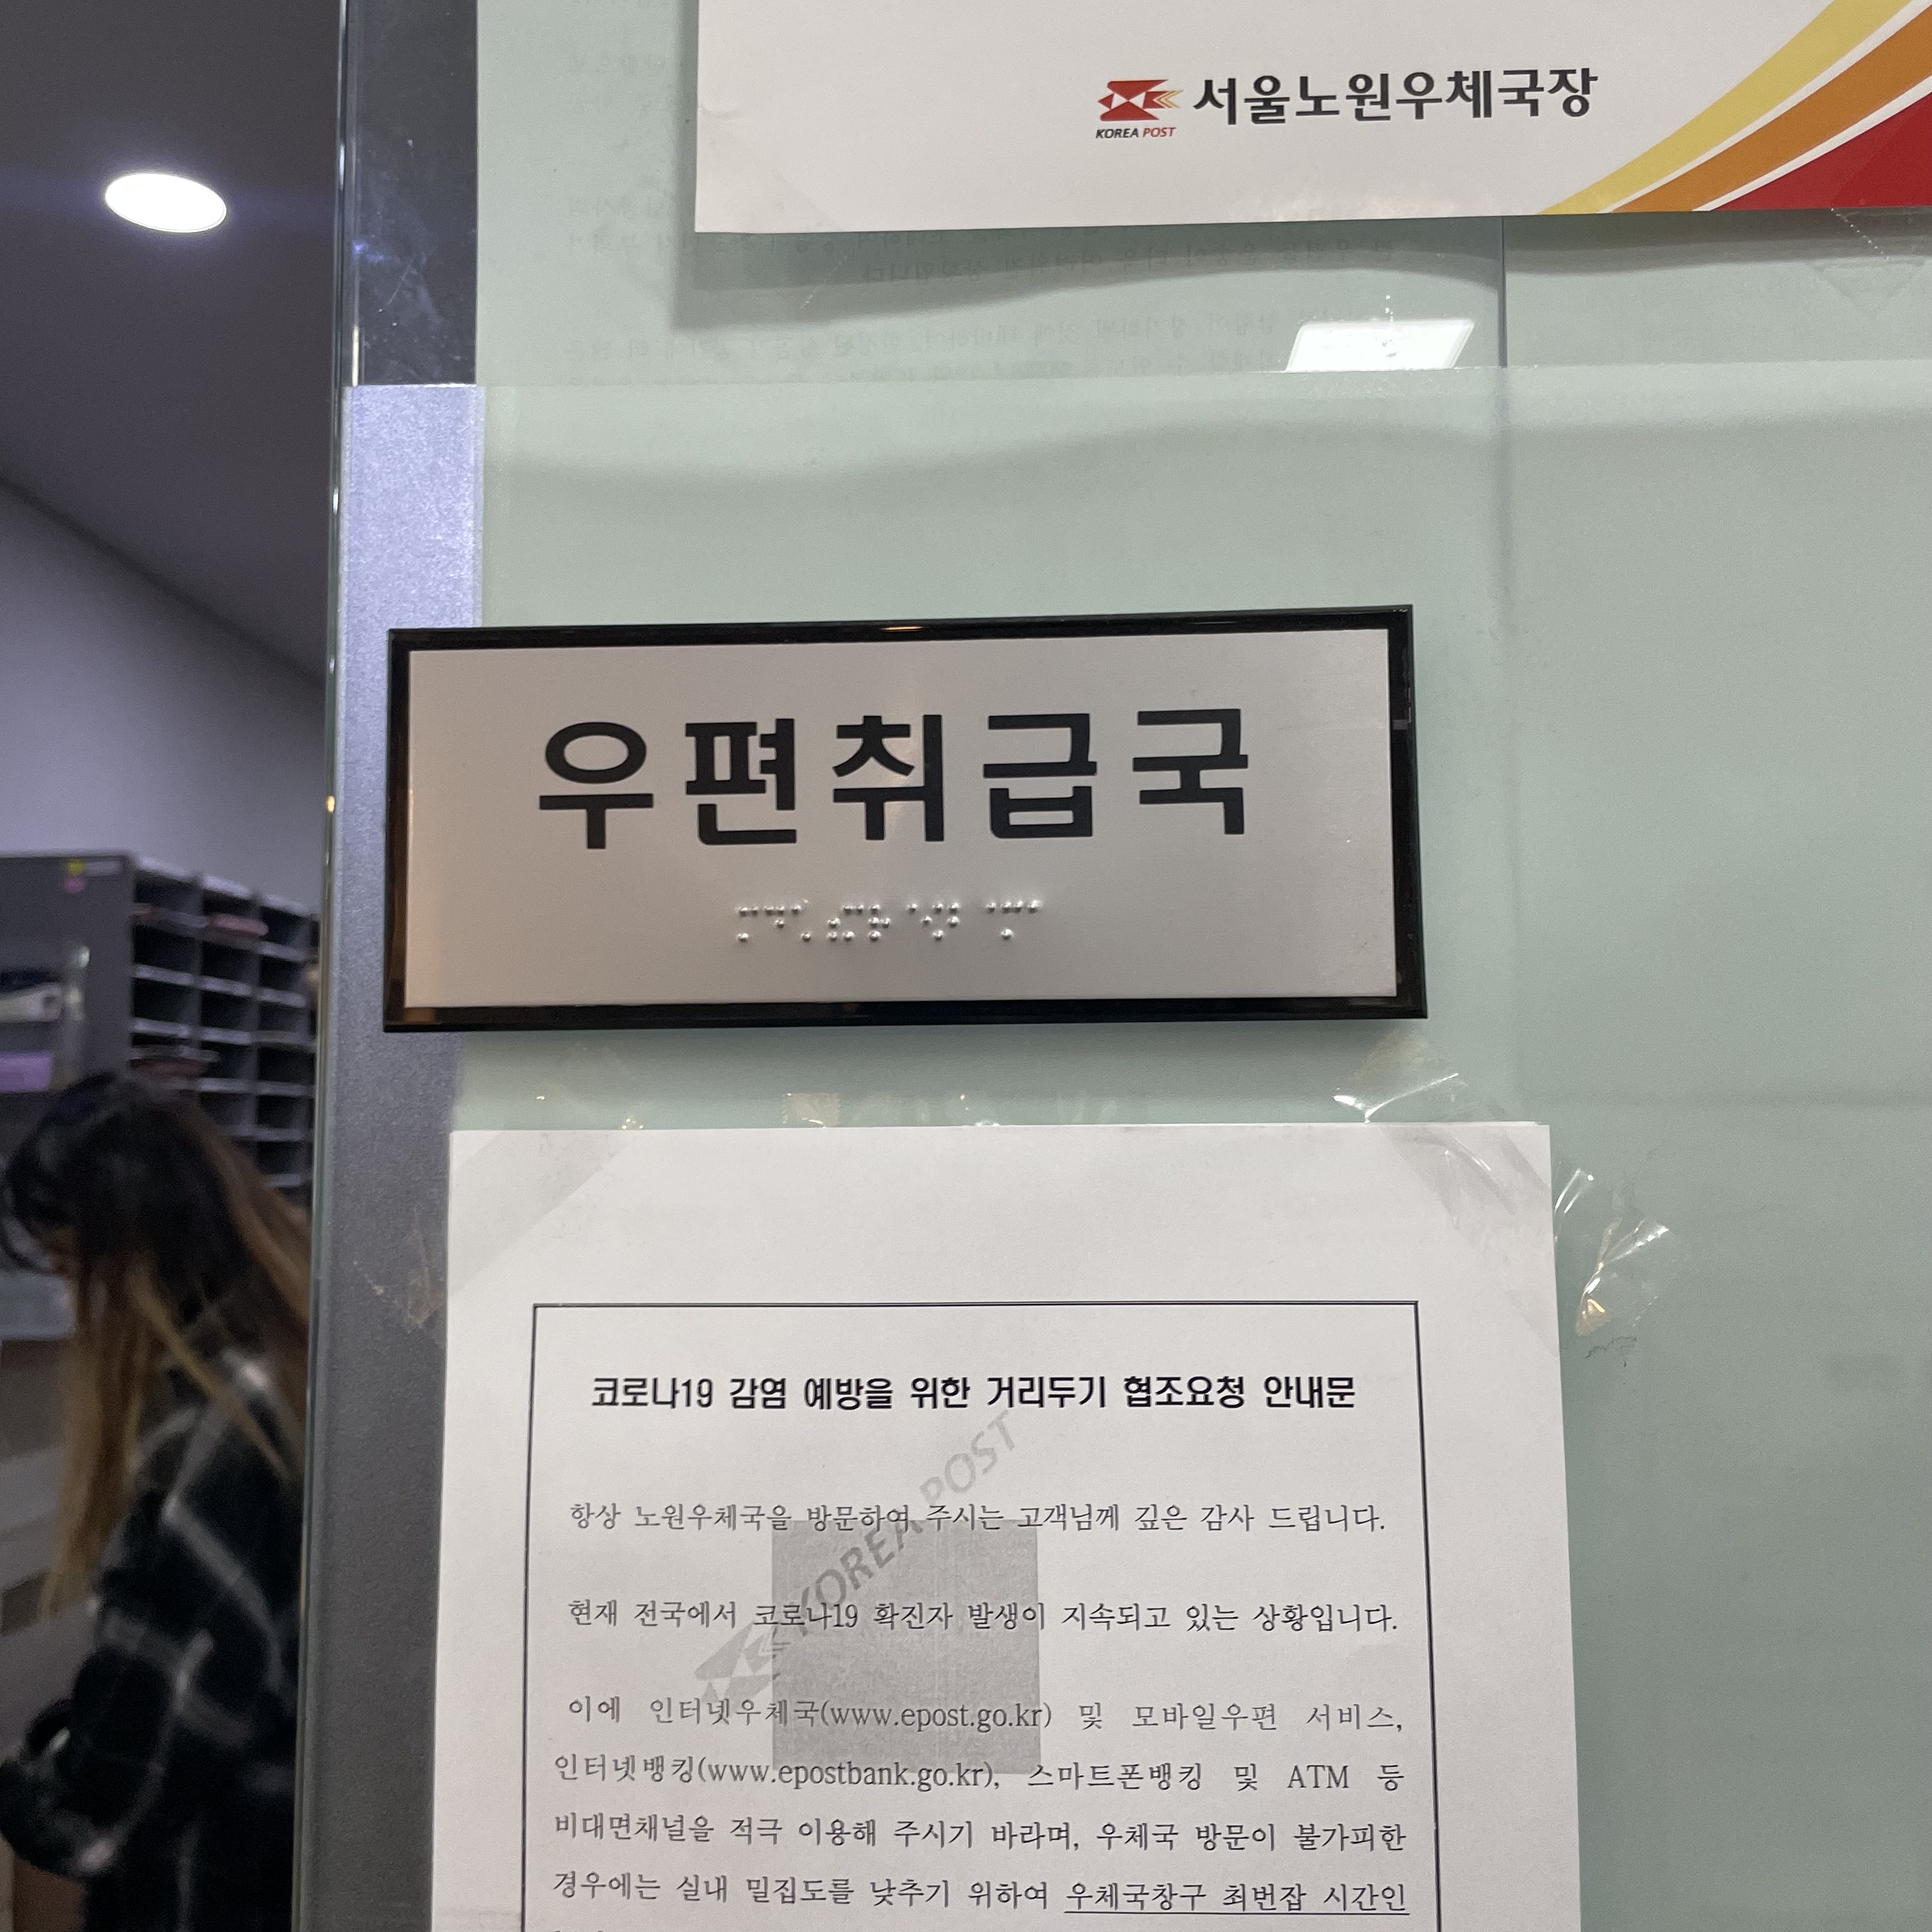 KOREA POST 서울노원우체국장
우편취급국
코로나19 감염 예방을 위한 거리두기 협조요청 안내문
KOREA POST
항상 노원우체국을 방문하여 주시는 고객님께 깊은 감사 드립니다.
현재 전국에서 코로나19 확진자 발생이 지속되고 있는 상황입니다.
이에 인터넷우체국(www.epost.go.kr) 및 모바일우편 서비스,
인터넷뱅킹(www.epostbank.go.kr), 스마트폰뱅킹 및 ATM 등
비대면채널을 적극 이용해 주시기 바라며, 우체국 방문이 불가피한
경우에는 실내 밀집도를 낮추기 위하여 우체국창구 최번잡 시간인